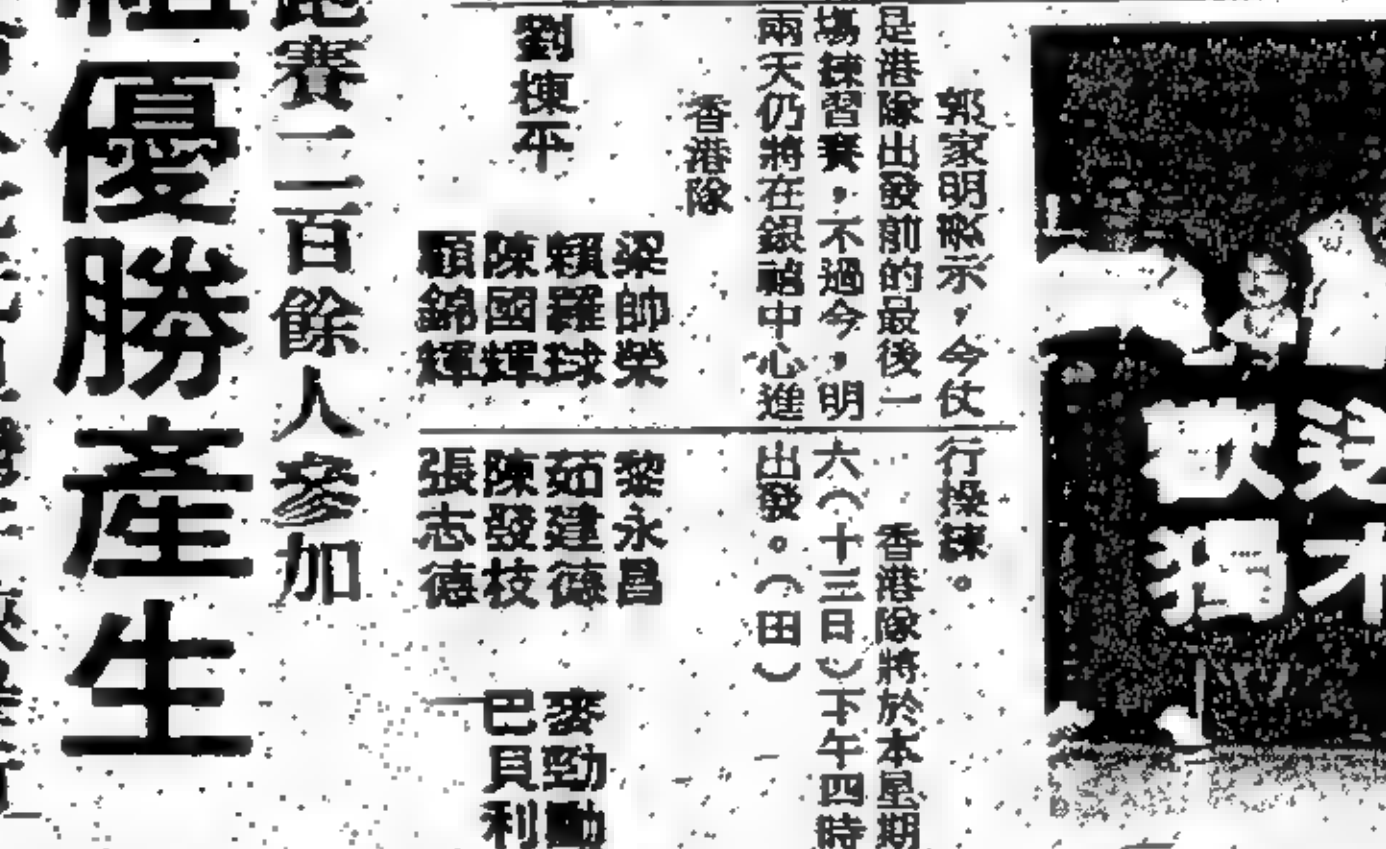 郭家明表示,今仗
是港隊出發前的最後一
場練習賽,不過今,明
兩天仍將在銀禧中心進
行操練。
香港隊將於本星期
六(十三日)下午四時
出發。(田)
香港隊
劉棟平
梁帥榮
賴羅球
陳國輝
顧錦輝
黎永昌
茹建德
陳發枝
張志德
麥勁勳
巴貝利
跑賽二百餘人參加
組優勝產生